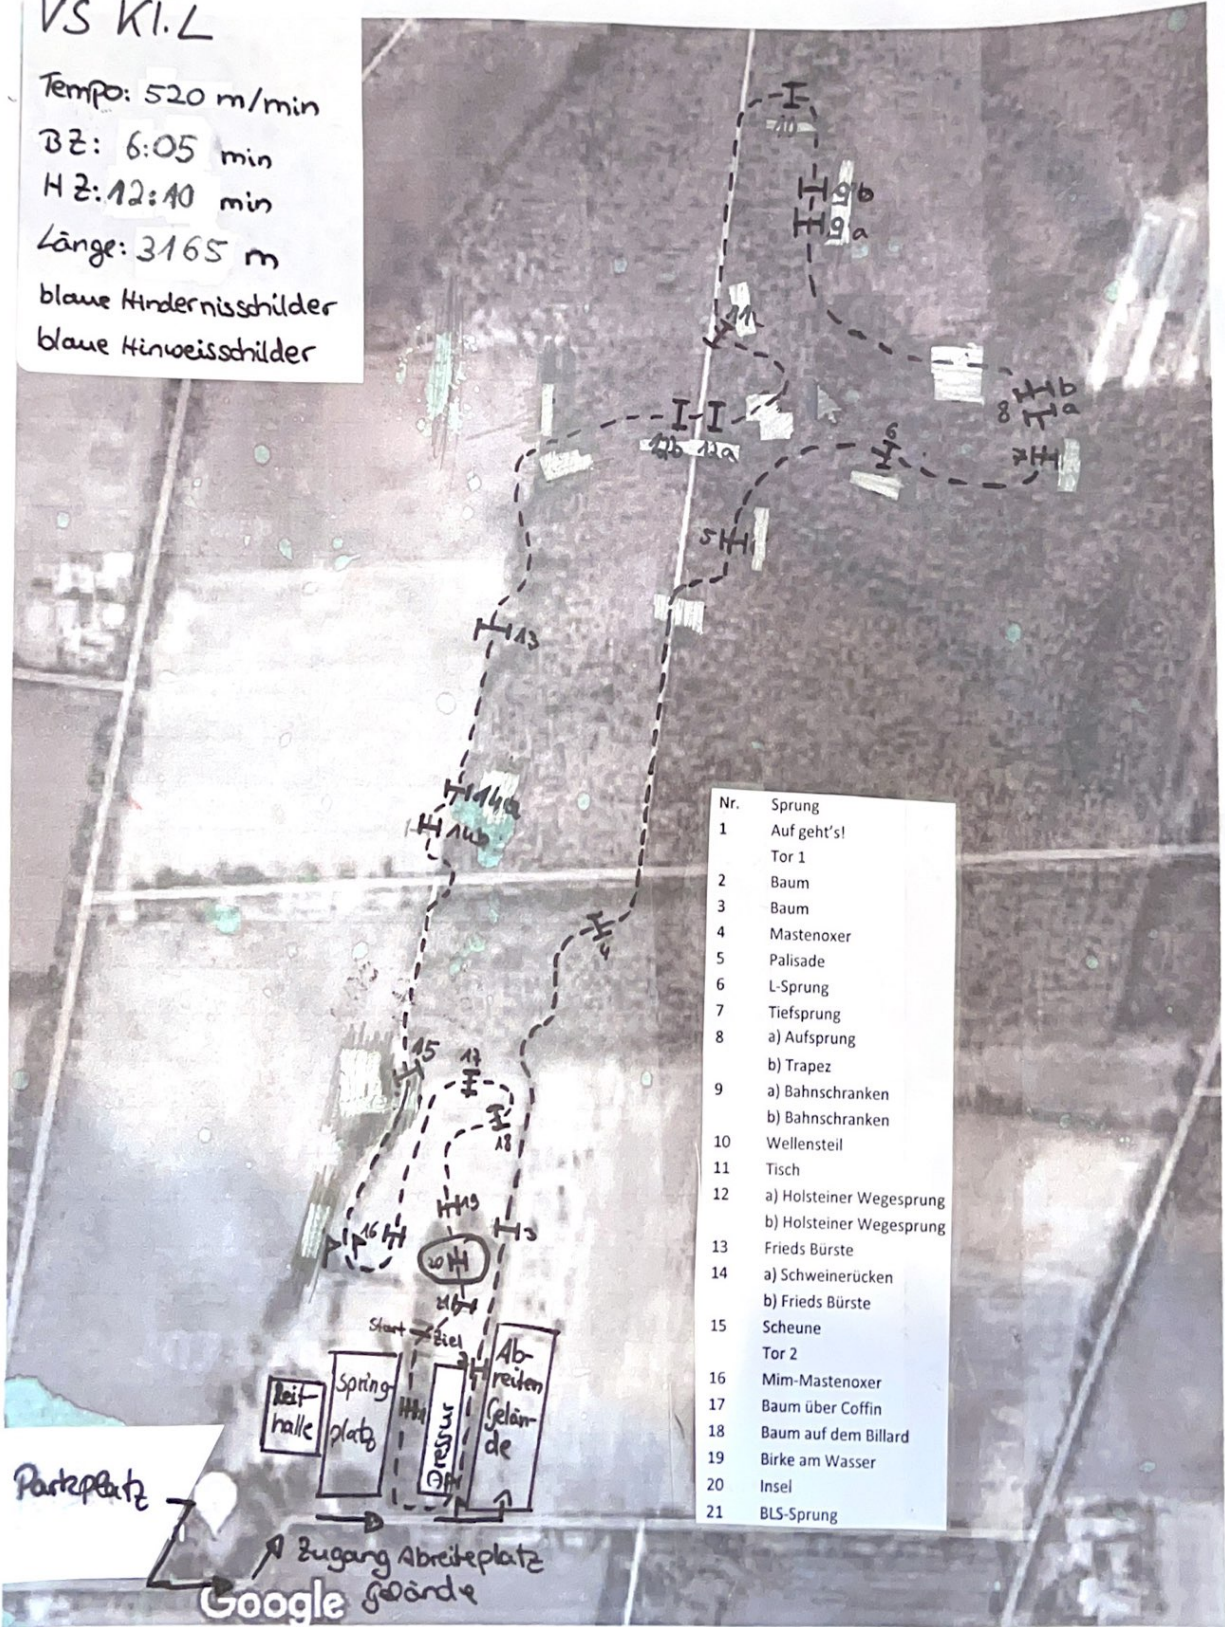 VS Kl. L
Tempo: 520 m/min
BZ: 6:05 min
HZ: 12:10 min
Länge: 3165 m
blaue Hindernisschilder
blaue Hinweisschilder
10
9b
9a
11
b
8 a
6
7
12b 12a
5
13
14a
14b
4
15
17
18
16
19
3
20
21
Start
Ziel
2
1
Reit-
halle
Spring-
platz
Dressur
Ab-
reiten
Gelän-
de
Parkplatz
Zugang Abreiteplatz
Gelände
Google
Nr. Sprung
1 Auf geht's!
Tor 1
2 Baum
3 Baum
4 Mastenoxer
5 Palisade
6 L-Sprung
7 Tiefsprung
8 a) Aufsprung
b) Trapez
9 a) Bahnschranken
b) Bahnschranken
10 Wellensteil
11 Tisch
12 a) Holsteiner Wegesprung
b) Holsteiner Wegesprung
13 Frieds Bürste
14 a) Schweinerücken
b) Frieds Bürste
15 Scheune
Tor 2
16 Mim-Mastenoxer
17 Baum über Coffin
18 Baum auf dem Billard
19 Birke am Wasser
20 Insel
21 BLS-Sprung